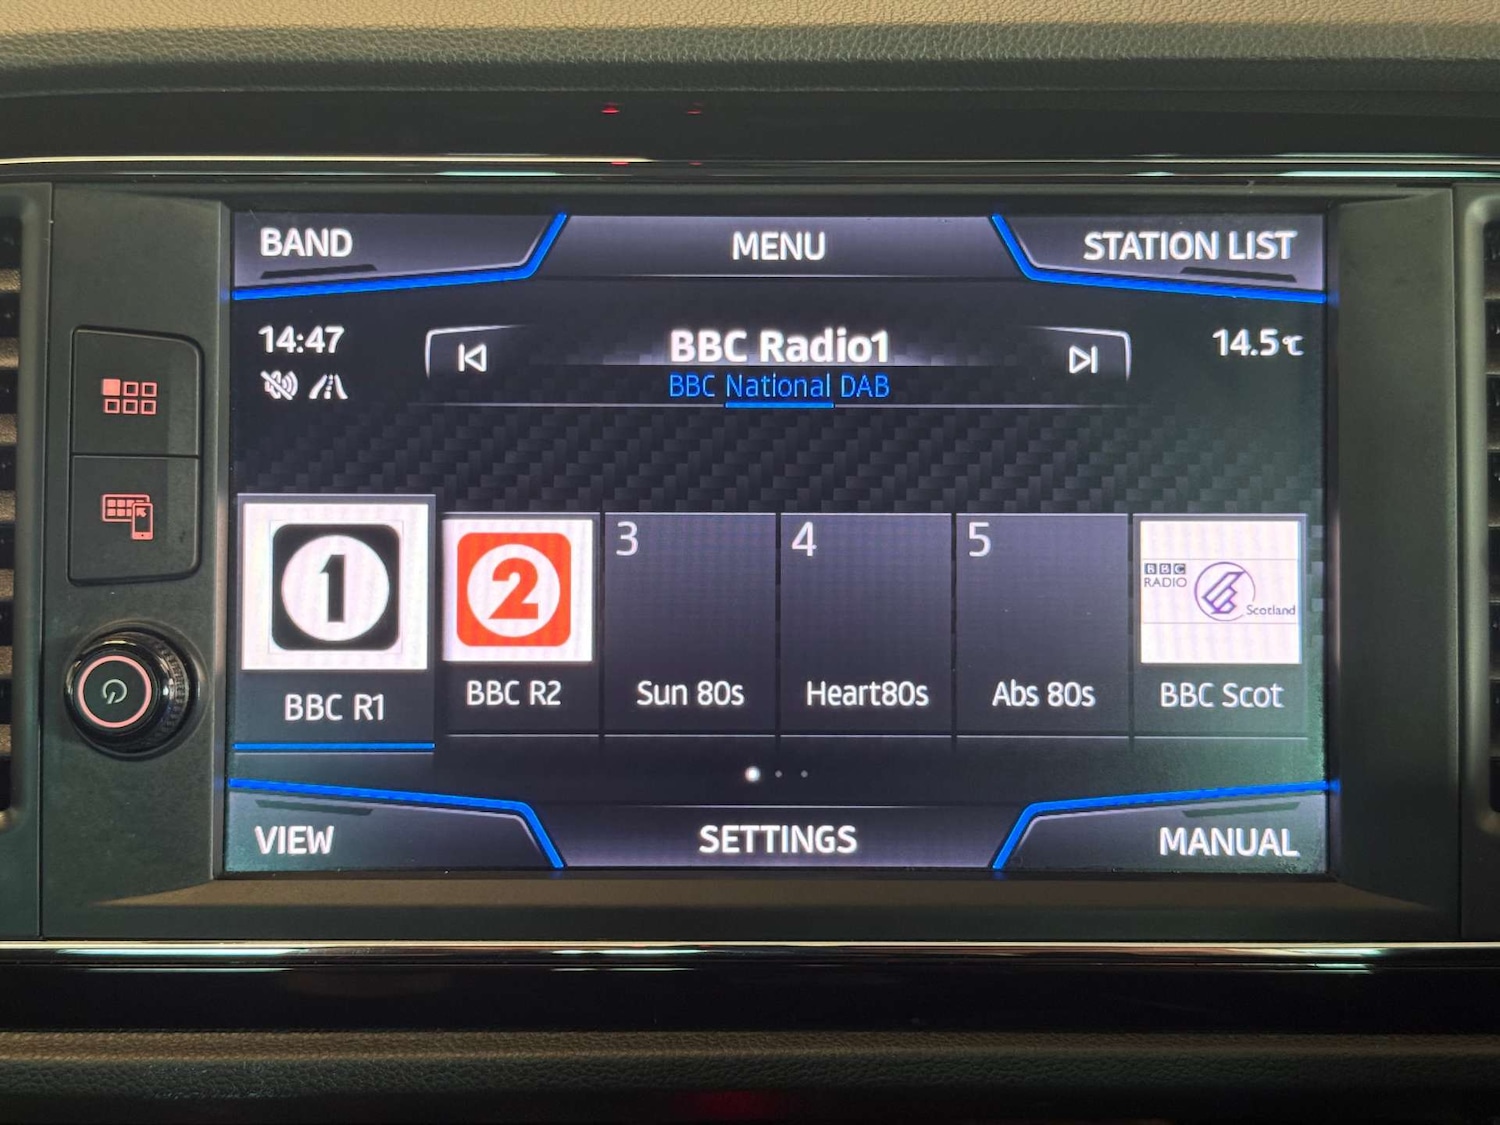 BAND
MENU
STATION LIST
14:47
BBC Radio1
14.5℃
BBC National DAB
1
2
3
4
5
BBC
RADIO
Scotland
BBC R1
BBC R2
Sun 80s
Heart80s
Abs 80s
BBC Scot
VIEW
SETTINGS
MANUAL